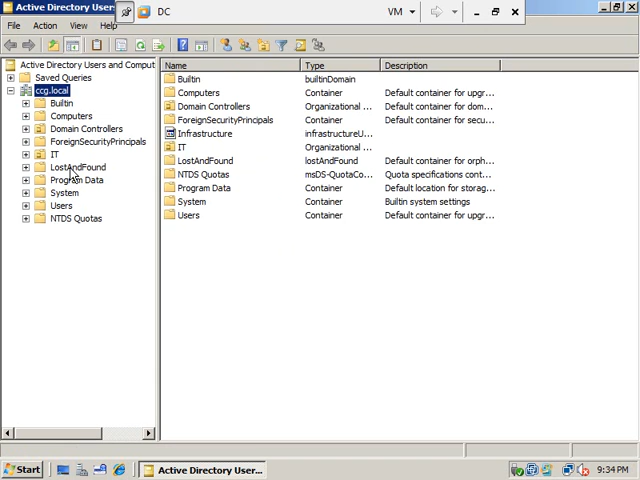 Active Directory Users
DC
VM
File Action View Help
Active Directory Users and Comput
Saved Queries
ccg.local
Builtin
Computers
Domain Controllers
ForeignSecurityPrincipals
IT
LostAndFound
Program Data
System
Users
NTDS Quotas
Name Type Description
Builtin builtinDomain
Computers Container Default container for upgr...
Domain Controllers Organizational ... Default container for dom...
ForeignSecurityPrincipals Container Default container for secu...
Infrastructure infrastructureU...
IT Organizational ...
LostAndFound lostAndFound Default container for orph...
NTDS Quotas msDS-QuotaCo... Quota specifications cont...
Program Data Container Default location for storag...
System Container Builtin system settings
Users Container Default container for upgr...
Start
Active Directory User...
9:34 PM